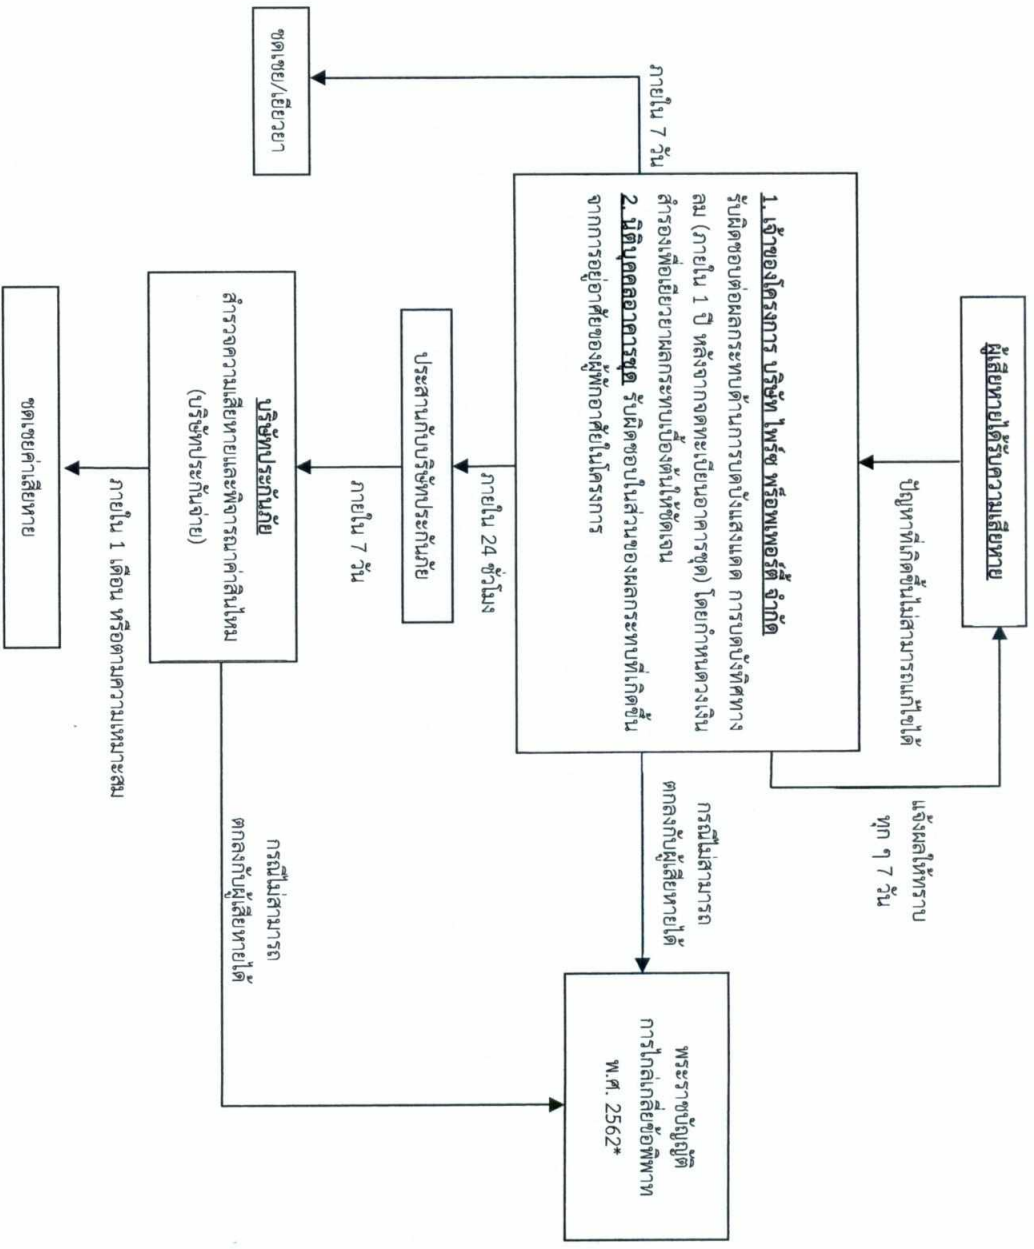 ผู้เสียหายได้รับความเสียหาย
ปัญหาที่เกิดขึ้นไม่สามารถแก้ไขได้
แจ้งผลให้ทราบ
ทุก ๆ 7 วัน
1. เจ้าของโครงการ บริษัท ไพร์ซ พร็อพเพอร์ตี้ จำกัด
รับผิดชอบต่อผลกระทบด้านการบดบังแสงแดด การบดบังทิศทาง
ลม (ภายใน 1 ปี หลังจากจดทะเบียนอาคารชุด) โดยกำหนดวงเงิน
สำรองเพื่อเยียวยาผลกระทบเบื้องต้นให้ชัดเจน
2. นิติบุคคลอาคารชุด รับผิดชอบในส่วนของผลกระทบที่เกิดขึ้น
จากการอยู่อาศัยของผู้พักอาศัยในโครงการ
ภายใน 7 วัน
ชดเชย/เยียวยา
กรณีไม่สามารถ
ตกลงกับผู้เสียหายได้
พระราชบัญญัติ
การไกล่เกลี่ยข้อพิพาท
พ.ศ. 2562*
ภายใน 24 ชั่วโมง
ประสานกับบริษัทประกันภัย
ภายใน 7 วัน
บริษัทประกันภัย
สำรวจความเสียหายและพิจารณาค่าสินไหม
(บริษัทประกันจ่าย)
กรณีไม่สามารถ
ตกลงกับผู้เสียหายได้
ภายใน 1 เดือน หรือตามความเหมาะสม
ชดเชยค่าเสียหาย